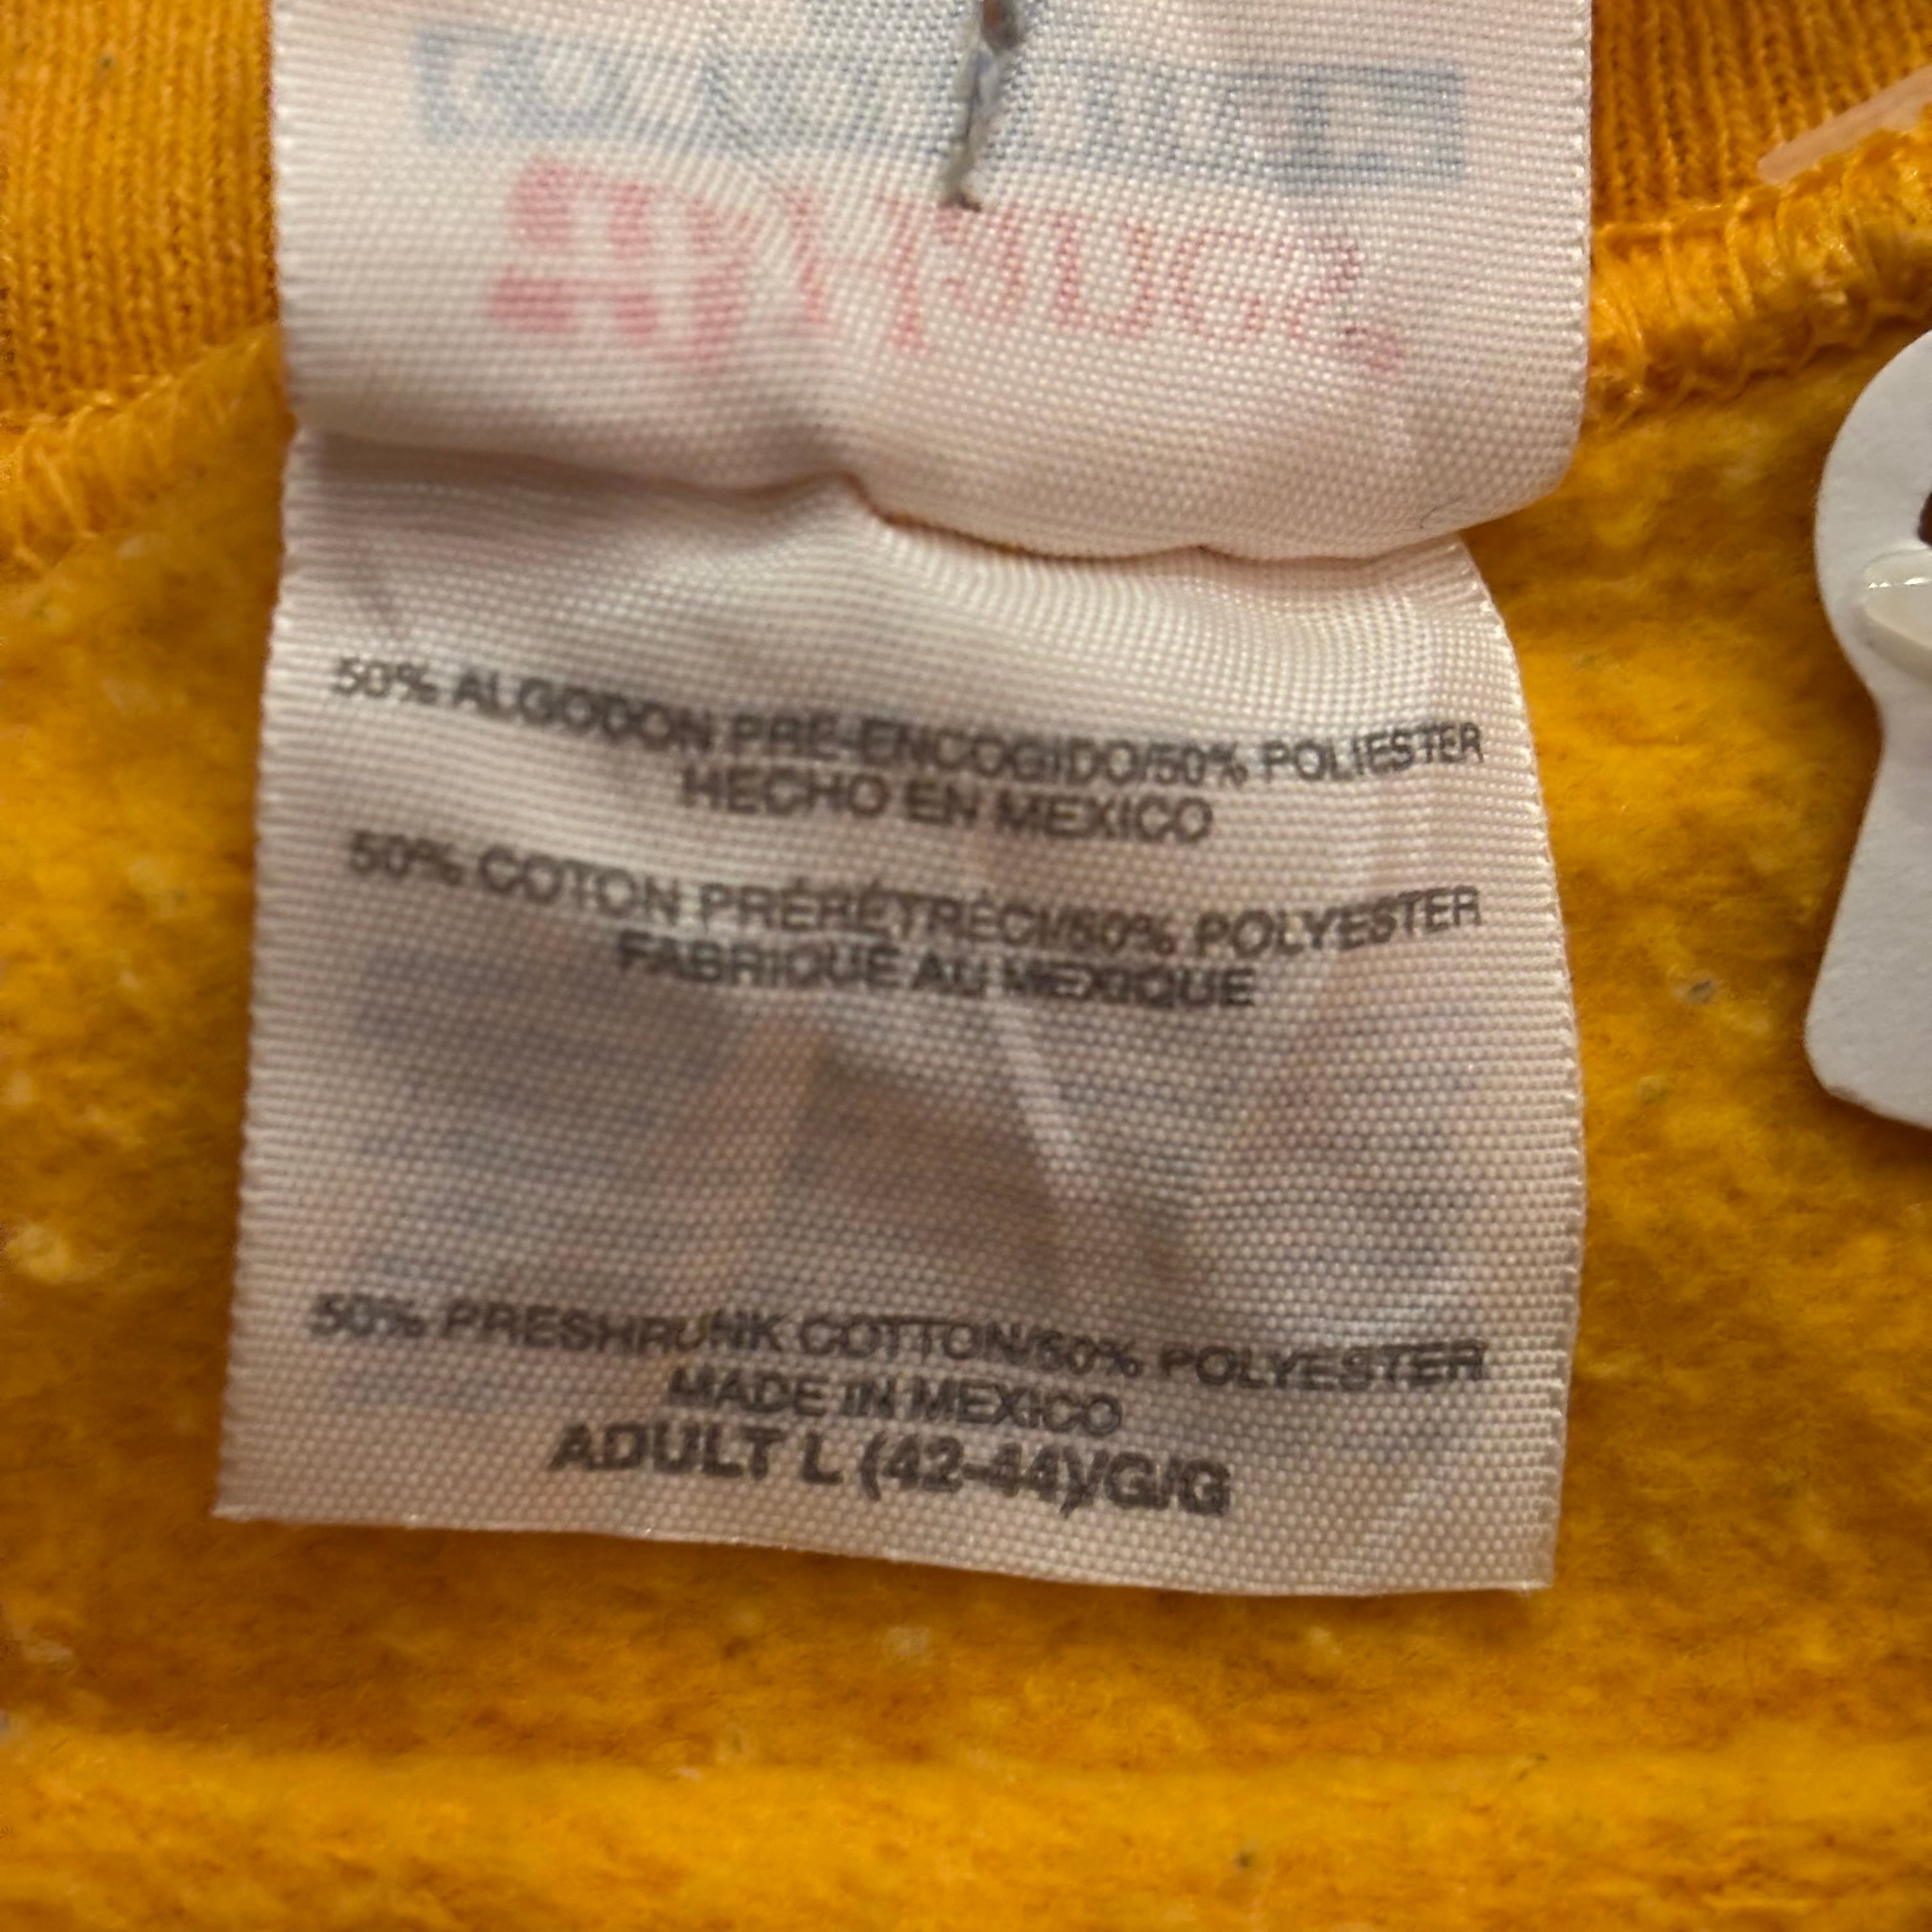 50% ALGODON PRE-ENCOGIDO/50% POLIESTER
HECHO EN MEXICO
50% COTON PRÉRÉTRÉCI/50% POLYESTER
FABRIQUE AU MEXIQUE
50% PRESHRUNK COTTON/50% POLYESTER
MADE IN MEXICO
ADULT L (42-44)/G/G